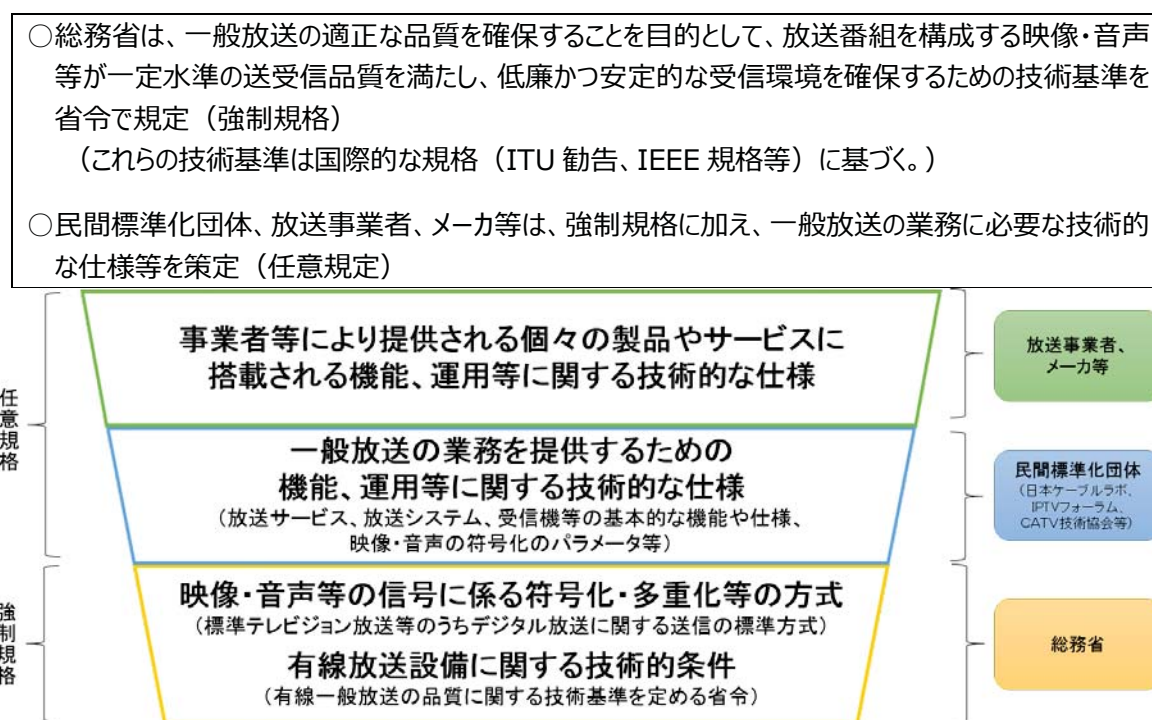 ○総務省は、一般放送の適正な品質を確保することを目的として、放送番組を構成する映像・音声
等が一定水準の送受信品質を満たし、低廉かつ安定的な受信環境を確保するための技術基準を
省令で規定（強制規格）
（これらの技術基準は国際的な規格（ITU 勧告、IEEE 規格等）に基づく。）
○民間標準化団体、放送事業者、メーカ等は、強制規格に加え、一般放送の業務に必要な技術的
な仕様等を策定（任意規定）
任意規格
事業者等により提供される個々の製品やサービスに
搭載される機能、運用等に関する技術的な仕様
放送事業者、
メーカ等
一般放送の業務を提供するための
機能、運用等に関する技術的な仕様
（放送サービス、放送システム、受信機等の基本的な機能や仕様、
映像・音声の符号化のパラメータ等）
民間標準化団体
（日本ケーブルラボ、
IPTVフォーラム、
CATV技術協会等）
強制規格
映像・音声等の信号に係る符号化・多重化等の方式
（標準テレビジョン放送等のうちデジタル放送に関する送信の標準方式）
有線放送設備に関する技術的条件
（有線一般放送の品質に関する技術基準を定める省令）
総務省